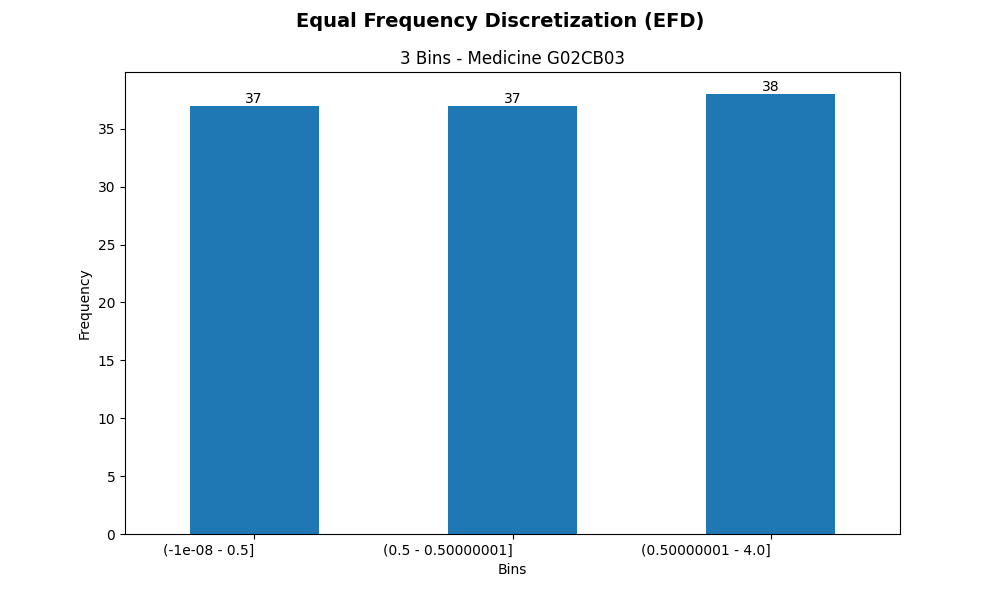 Equal Frequency Discretization (EFD)
3 Bins - Medicine G02CB03
37
37
38
35
30
25
20
15
10
5
0
Frequency
(-1e-08 - 0.5]
(0.5 - 0.50000001]
(0.50000001 - 4.0]
Bins